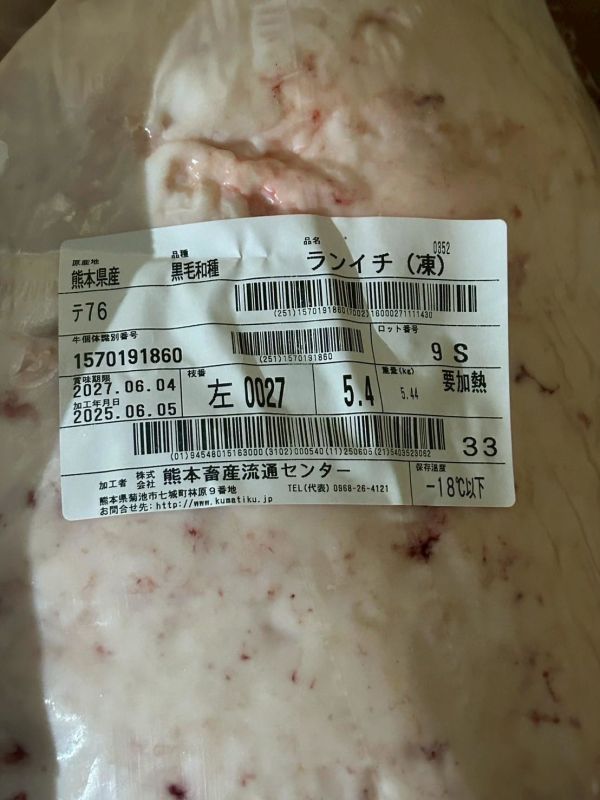 0352
原産地 熊本県産 品種 黒毛和種 品名 ランイチ(凍)
テ76
(251)1570191860(7002)18000271111430
牛個体識別番号
1570191860
(251)1570191860
ロット番号
9 S
賞味期限 2027.06.04
加工年月日 2025.06.05
枝番 左 0027
5.4
重量(kg) 5.44
要加熱
(01)94548015163000(3102)000540(11)250605(21)5403523082
33
加工者 株式会社 熊本畜産流通センター
熊本県菊池市七城町林原9番地 TEL(代表) 0968-26-4121
お問合せ先:http://www.kumatiku.jp
保存温度
-18℃以下